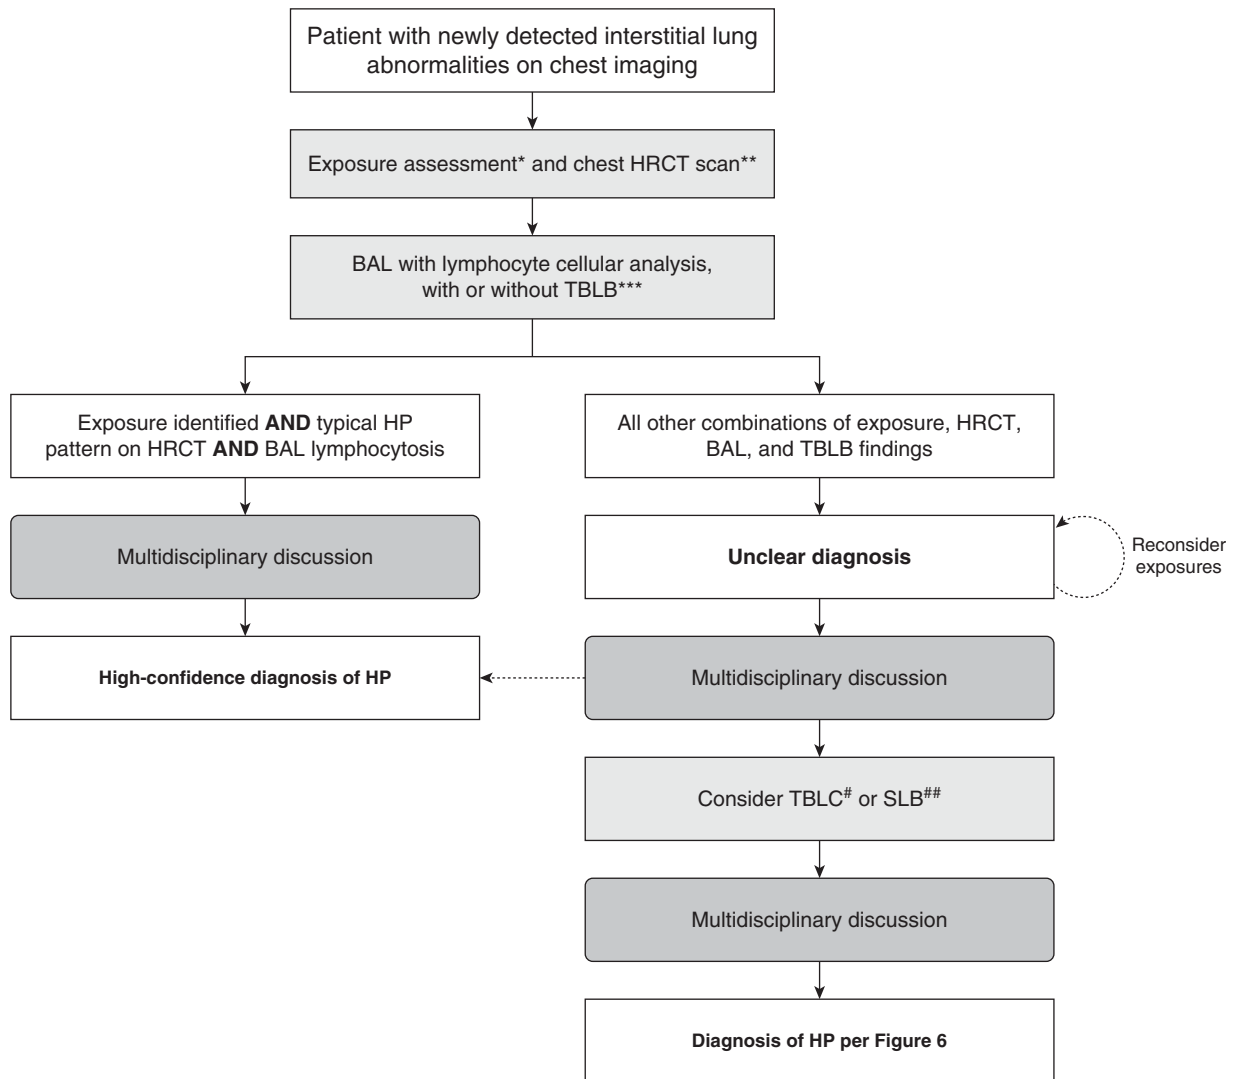 Patient with newly detected interstitial lung
abnormalities on chest imaging
Exposure assessment* and chest HRCT scan**
BAL with lymphocyte cellular analysis,
with or without TBLB***
Exposure identified AND typical HP
pattern on HRCT AND BAL lymphocytosis
All other combinations of exposure, HRCT,
BAL, and TBLB findings
Multidisciplinary discussion
Unclear diagnosis
Reconsider
exposures
High-confidence diagnosis of HP
Multidisciplinary discussion
Consider TBLC# or SLB##
Multidisciplinary discussion
Diagnosis of HP per Figure 6